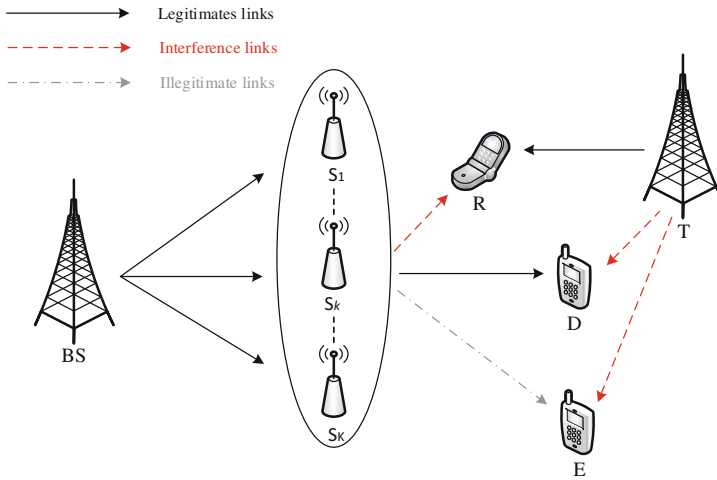 Legitimates links
Interference links
Illegitimate links
S1
R
T
Sk
D
BS
SK
E